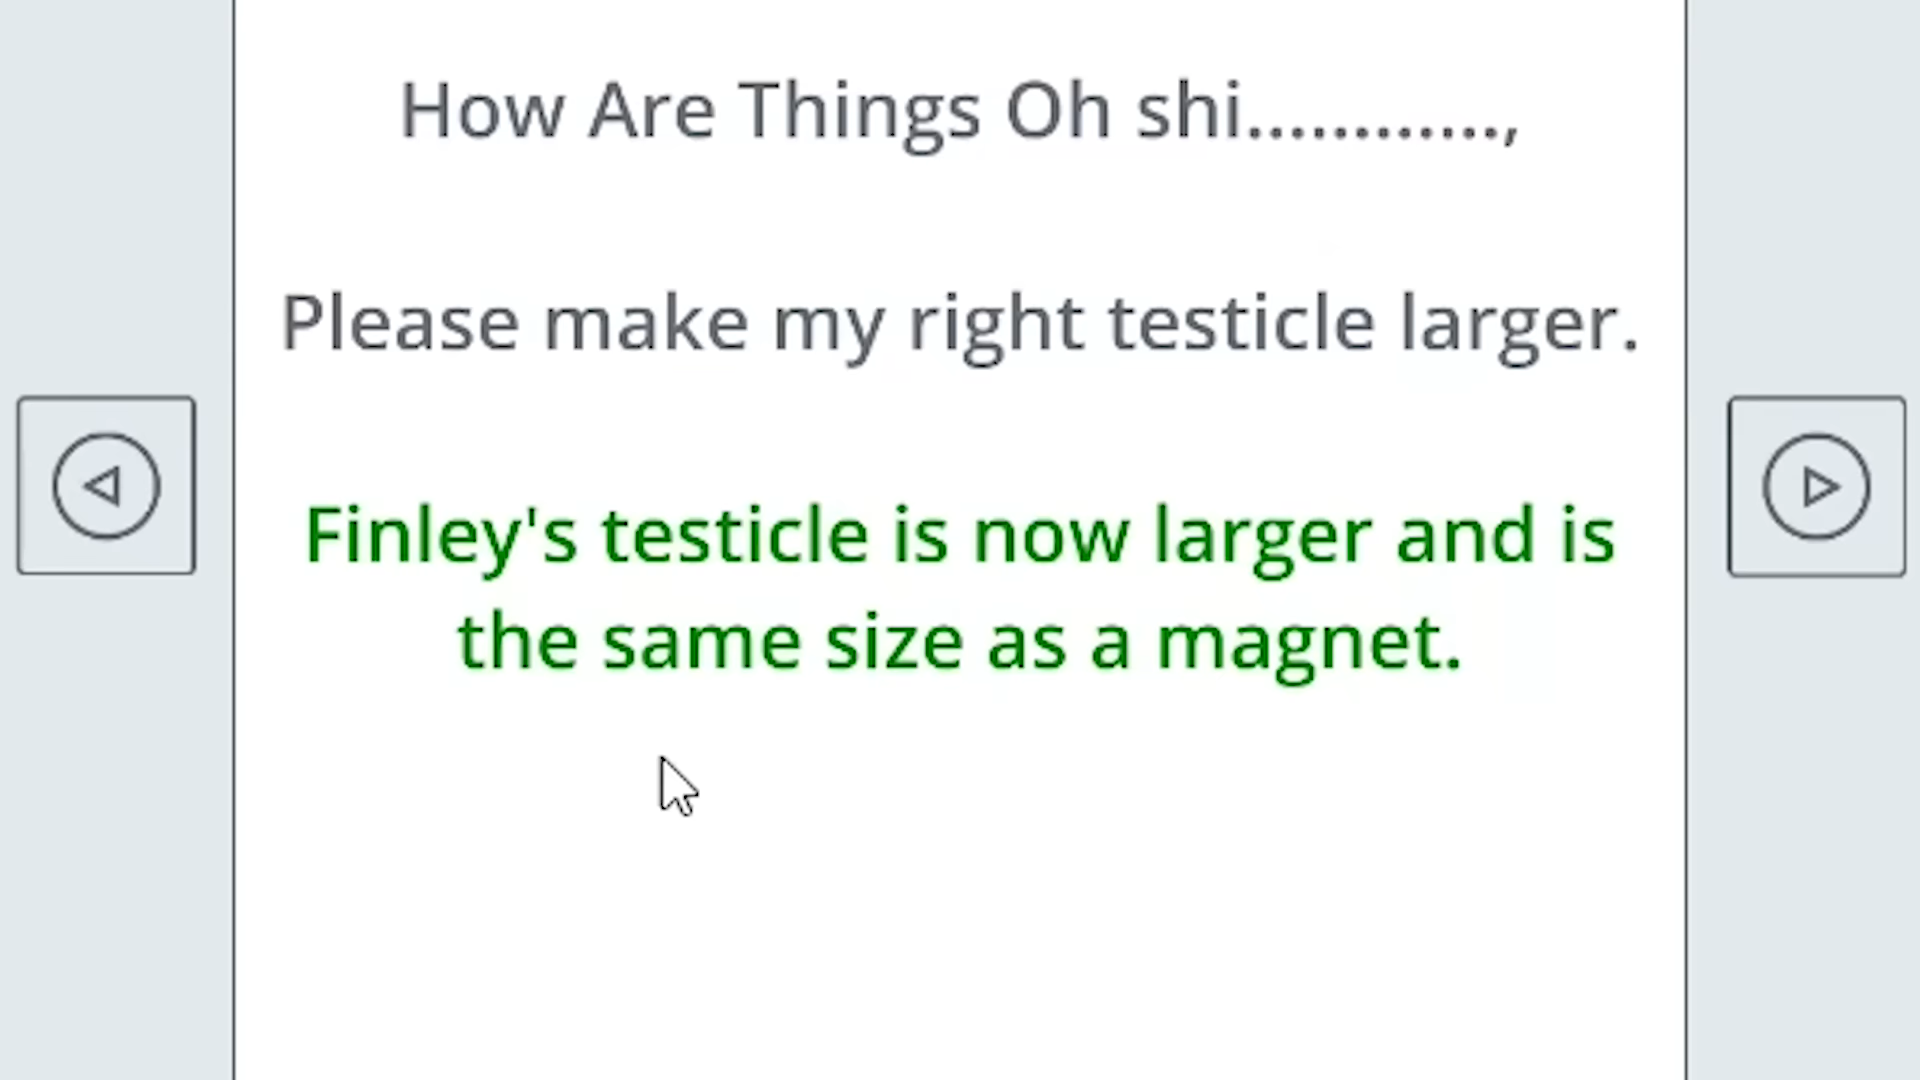 How Are Things Oh shi............,
Please make my right testicle larger.
Finley's testicle is now larger and is
the same size as a magnet.